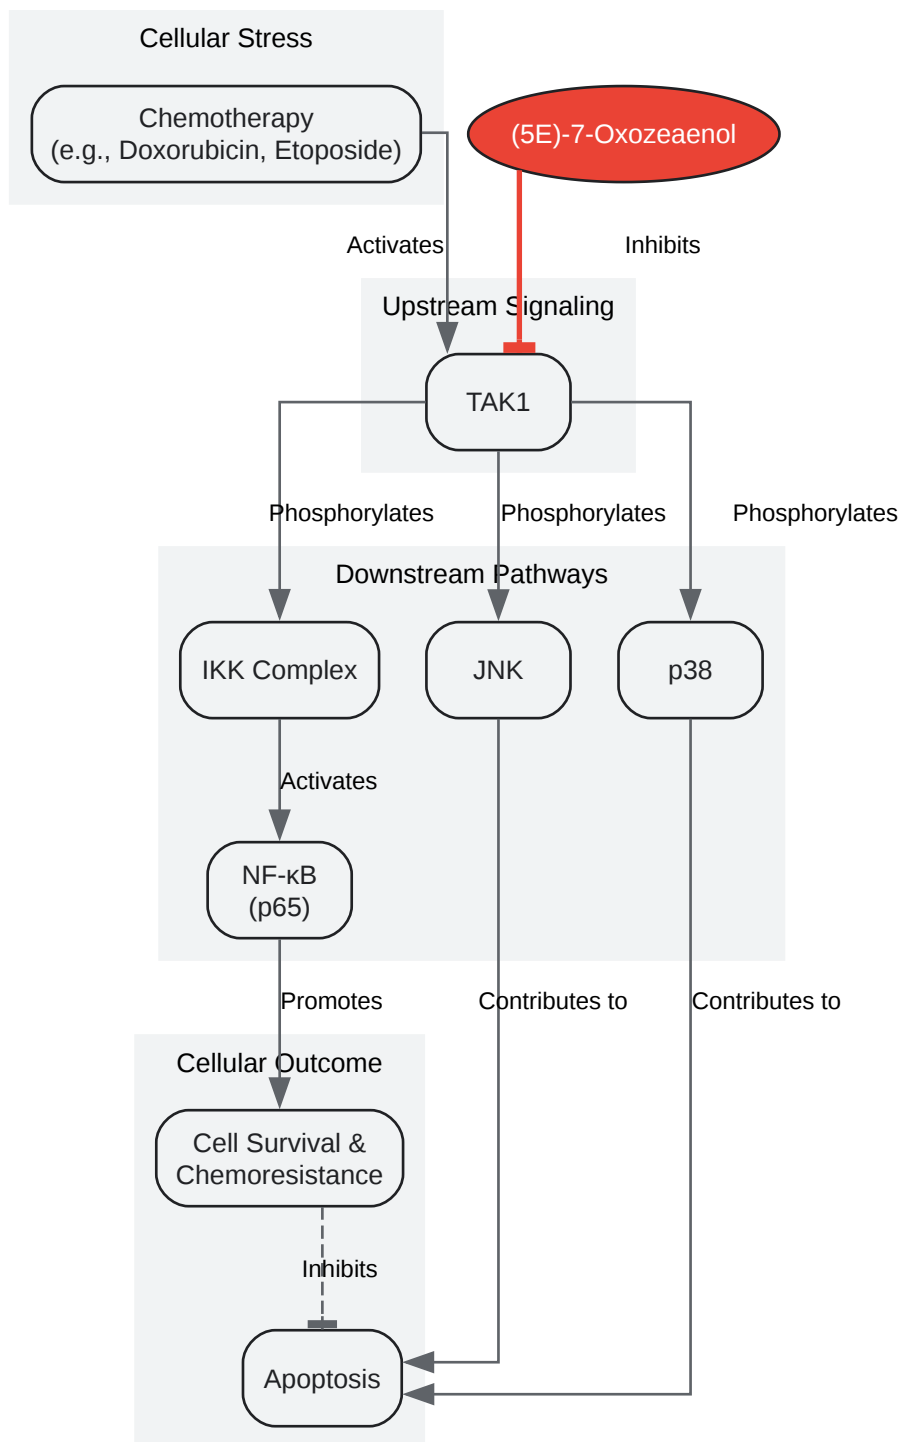 Cellular Stress
Chemotherapy
(e.g., Doxorubicin, Etoposide)
(5E)-7-Oxozeaenol
Activates
Inhibits
Upstream Signaling
TAK1
Phosphorylates
Phosphorylates
Phosphorylates
Downstream Pathways
IKK Complex
JNK
p38
Activates
NF-κB
(p65)
Promotes
Contributes to
Contributes to
Cellular Outcome
Cell Survival &
Chemoresistance
Inhibits
Apoptosis